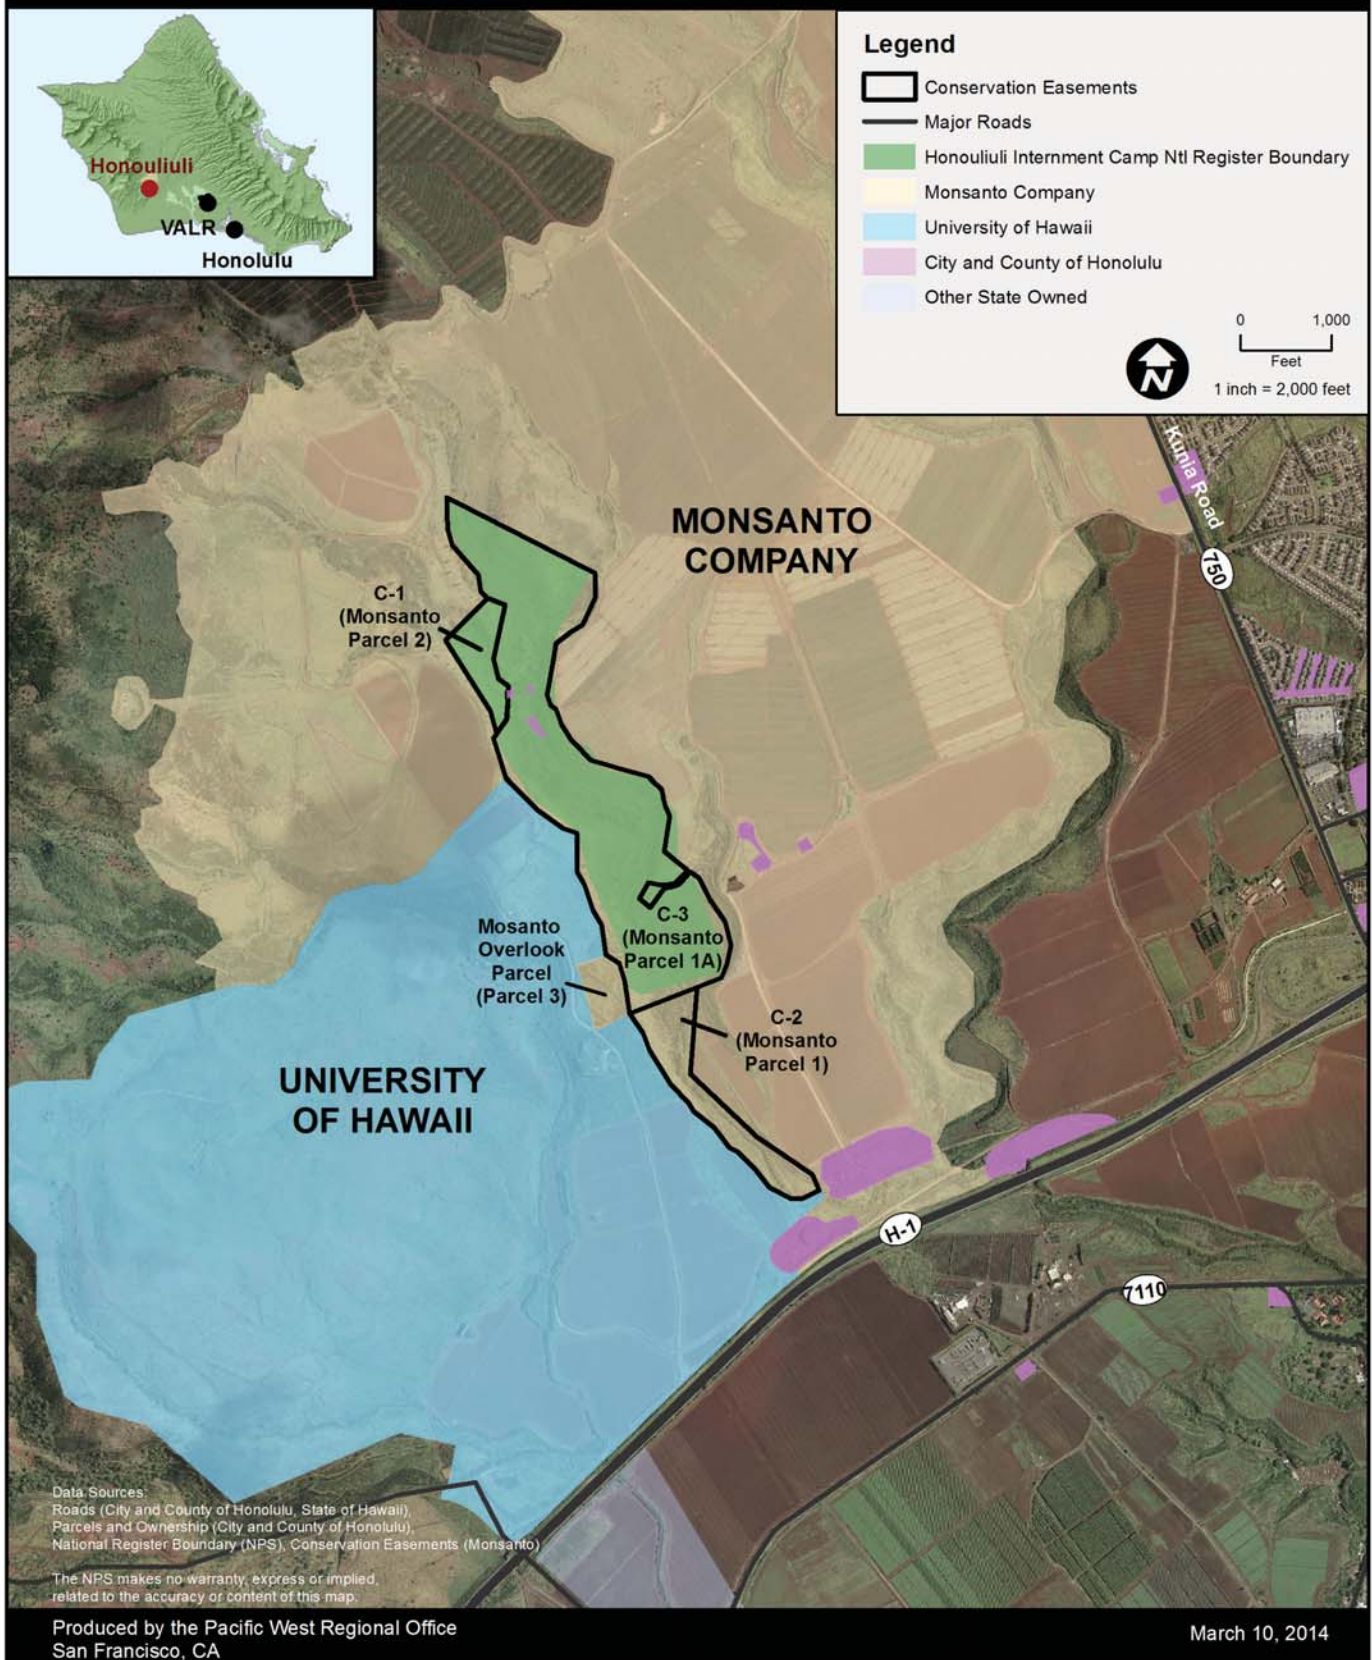 Honouliuli
VALR
Honolulu
Legend
Conservation Easements
Major Roads
Honouliuli Internment Camp Ntl Register Boundary
Monsanto Company
University of Hawaii
City and County of Honolulu
Other State Owned
0 1,000
Feet
N
1 inch = 2,000 feet
Kunia Road
750
MONSANTO
COMPANY
C-1
(Monsanto
Parcel 2)
C-3
(Monsanto
Parcel 1A)
Mosanto
Overlook
Parcel
(Parcel 3)
C-2
(Monsanto
Parcel 1)
UNIVERSITY
OF HAWAII
H-1
7110
Data Sources:
Roads (City and County of Honolulu, State of Hawaii),
Parcels and Ownership (City and County of Honolulu),
National Register Boundary (NPS), Conservation Easements (Monsanto)
The NPS makes no warranty, express or implied,
related to the accuracy or content of this map.
Produced by the Pacific West Regional Office
San Francisco, CA
March 10, 2014